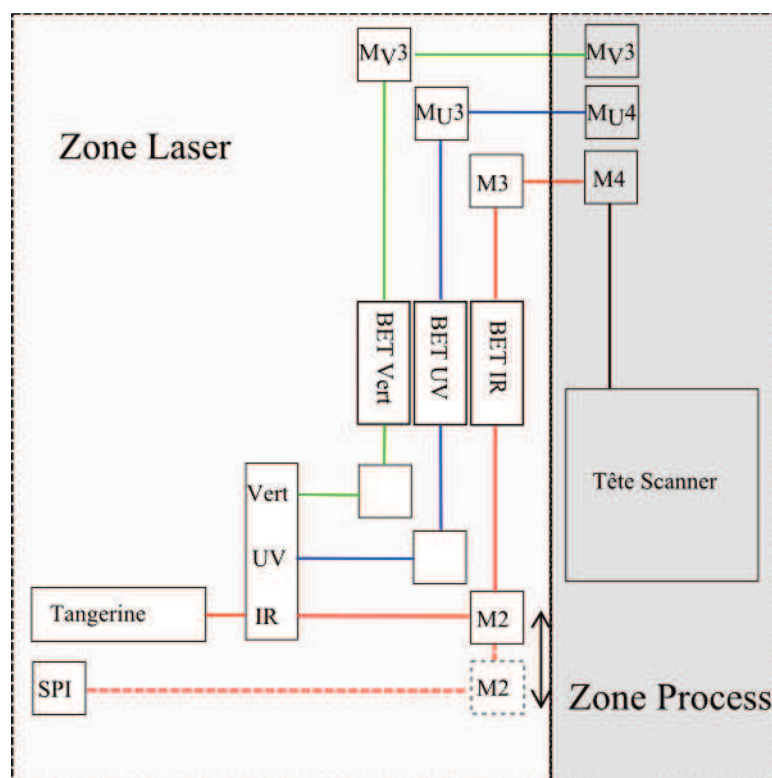 MV3
MV3
MU3
MU4
Zone Laser
M3
M4
BET Vert
BET UV
BET IR
Tête Scanner
Vert
UV
Tangerine
IR
M2
SPI
M2
Zone Process